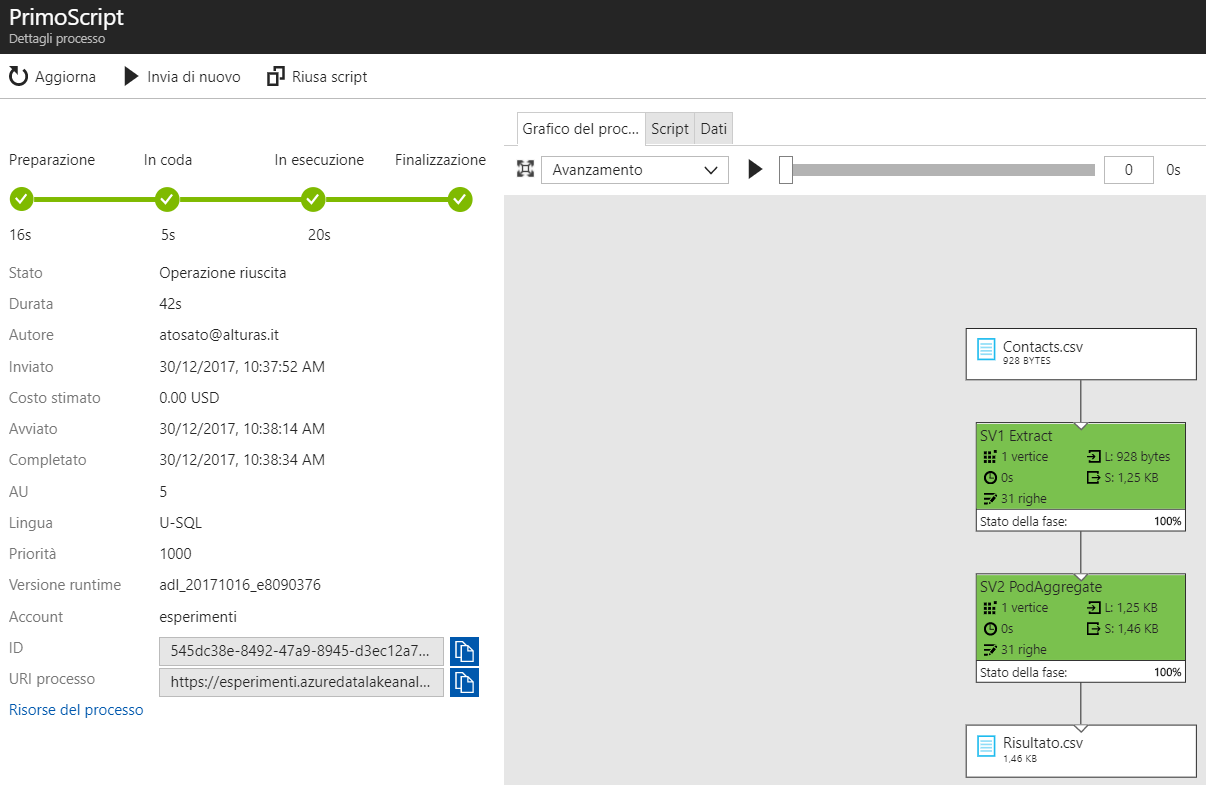 PrimoScript
Dettagli processo
Aggiorna
Invia di nuovo
Riusa script
Preparazione
In coda
In esecuzione
Finalizzazione
16s
5s
20s
Stato
Operazione riuscita
Durata
42s
Autore
atosato@alturas.it
Inviato
30/12/2017, 10:37:52 AM
Costo stimato
0.00 USD
Avviato
30/12/2017, 10:38:14 AM
Completato
30/12/2017, 10:38:34 AM
AU
5
Lingua
U-SQL
Priorità
1000
Versione runtime
adl_20171016_e8090376
Account
esperimenti
ID
545dc38e-8492-47a9-8945-d3ec12a7...
URI processo
https://esperimenti.azuredatalakeanal...
Risorse del processo
Grafico del proc...
Script
Dati
Avanzamento
0
0s
Contacts.csv
928 BYTES
SV1 Extract
1 vertice
L: 928 bytes
0s
S: 1,25 KB
31 righe
Stato della fase:
100%
SV2 PodAggregate
1 vertice
L: 1,25 KB
0s
S: 1,46 KB
31 righe
Stato della fase:
100%
Risultato.csv
1,46 KB